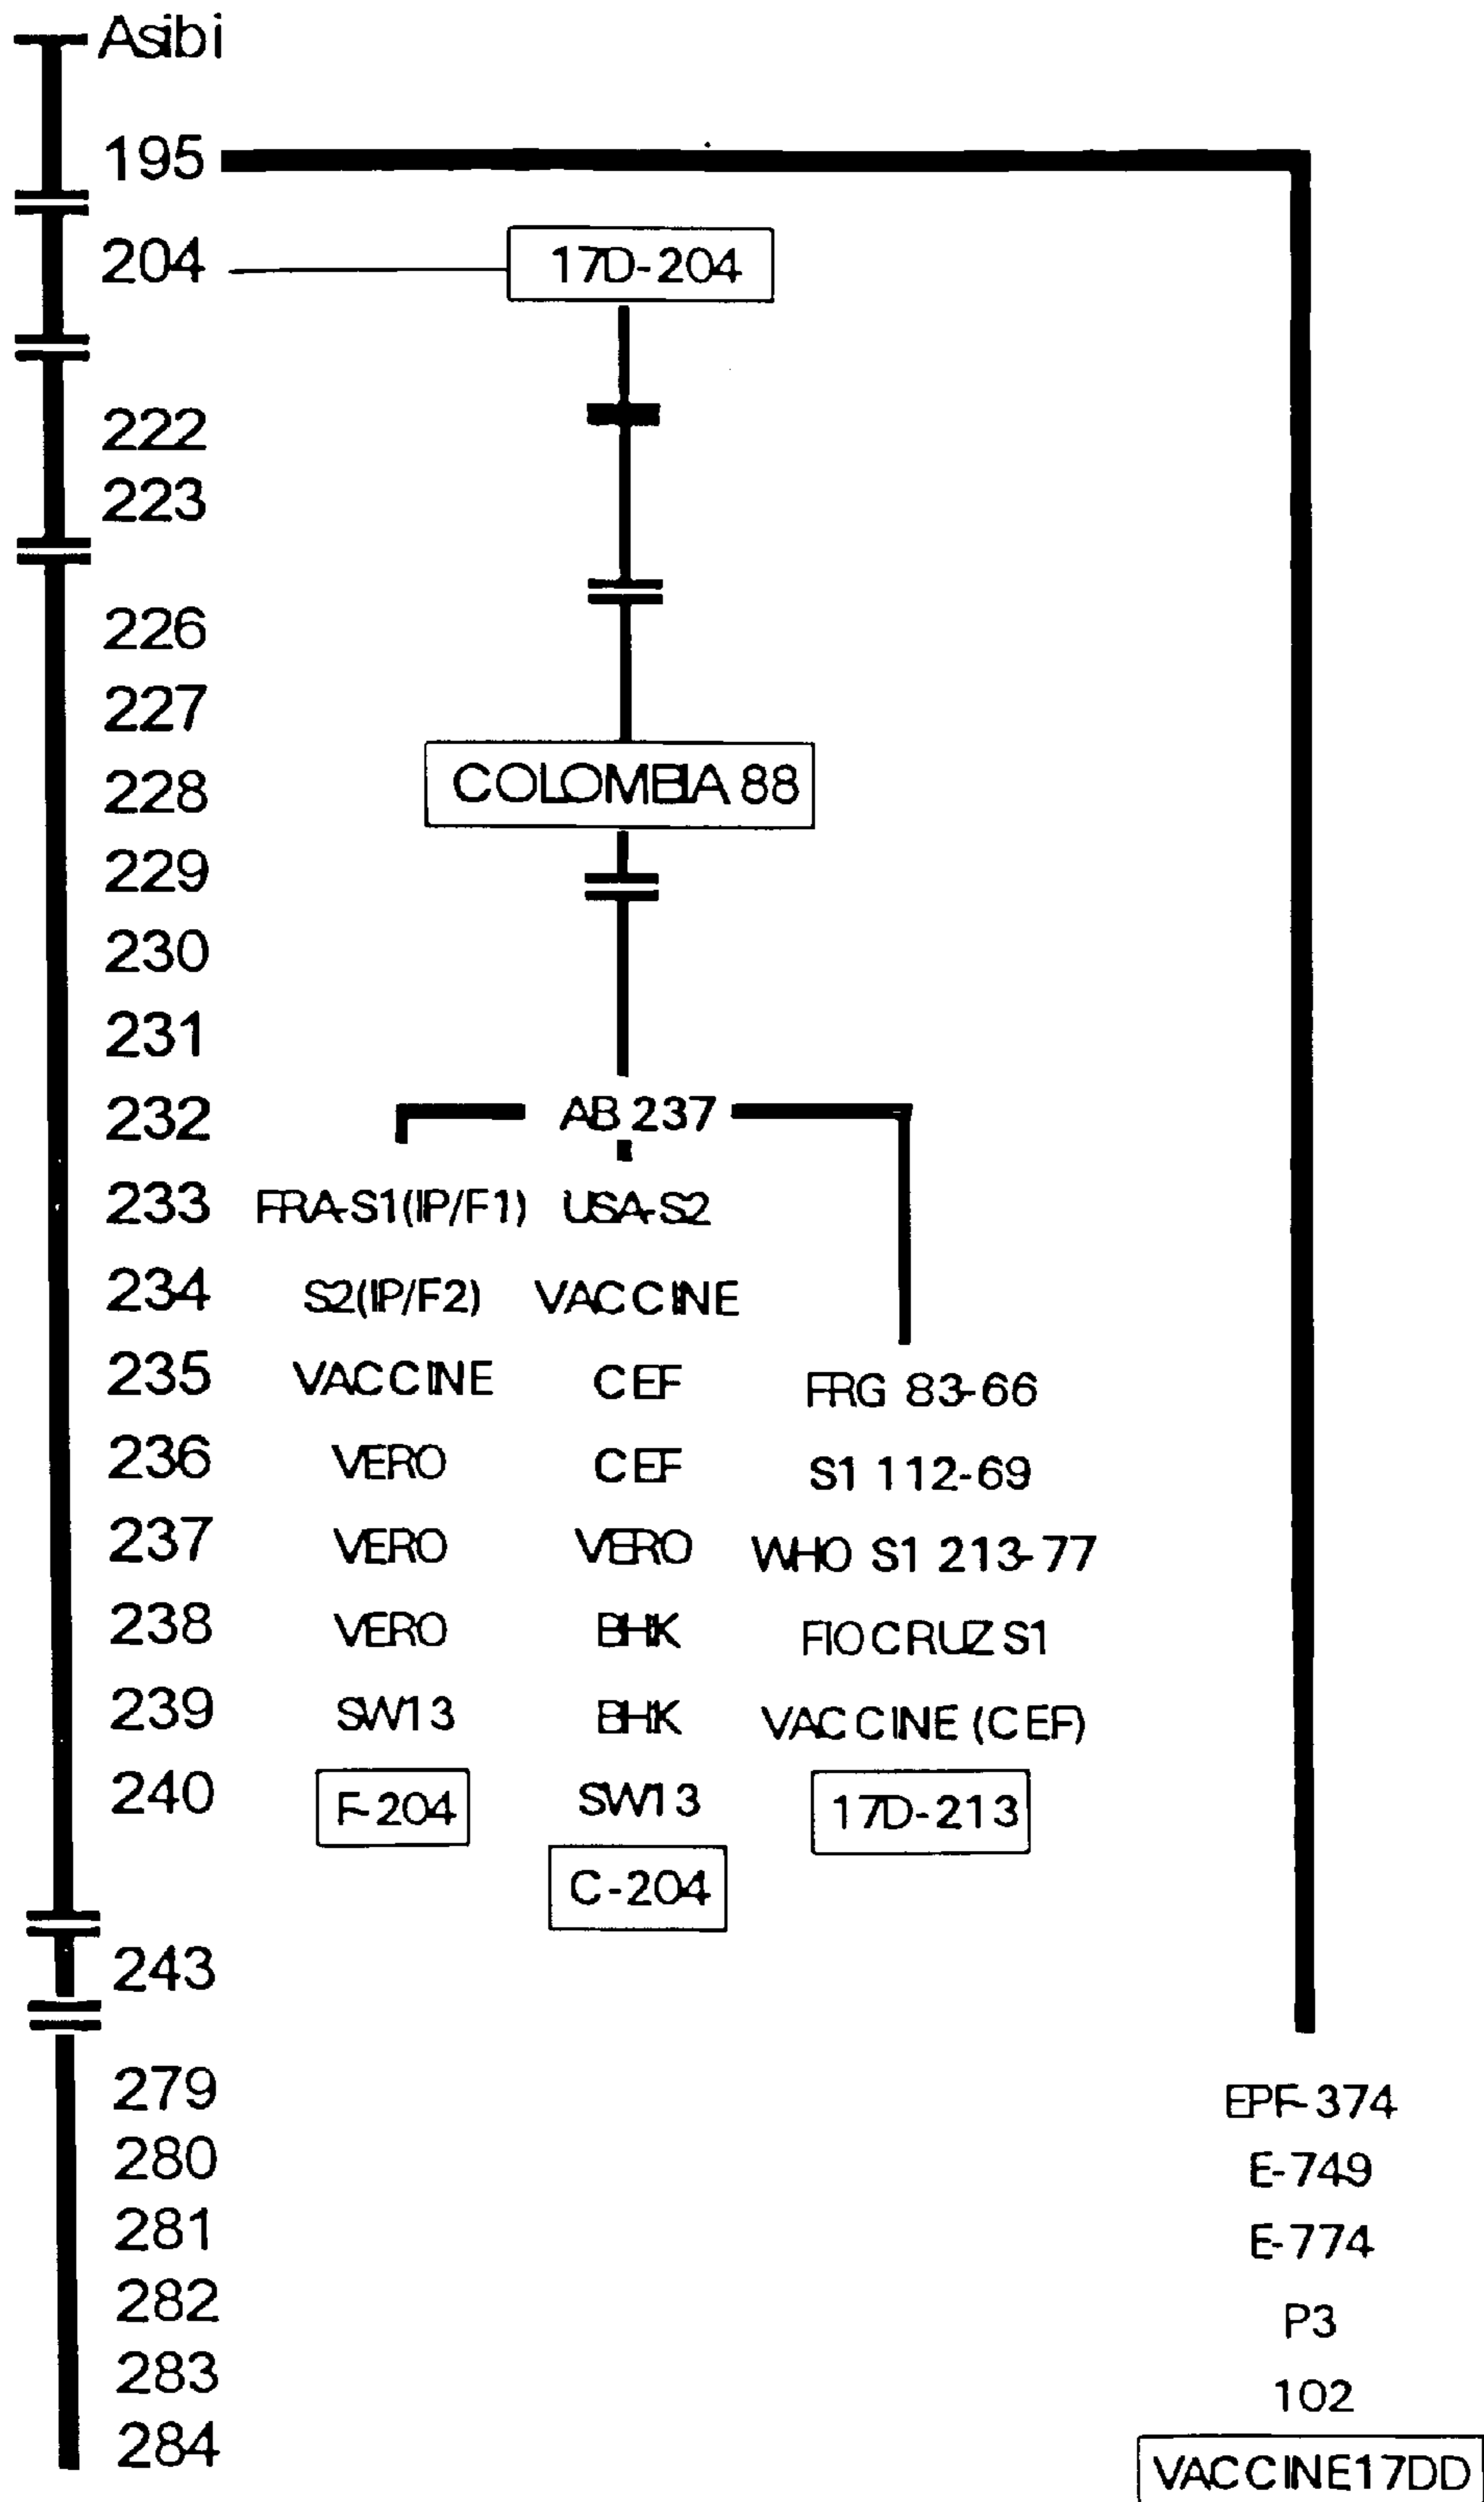 Asibi
195
204 17D-204
222
223
226
227
228 COLOMBIA 88
229
230
231
232 AB 237
233 FRA-S1(IP/F1) USA-S2
234 S2(IP/F2) VACCINE
235 VACCINE CEF FRG 83-66
236 VERO CEF S1 112-69
237 VERO VERO WHO S1 213-77
238 VERO BHK FIOCRUZ S1
239 SW13 BHK VACCINE (CEF)
240 F-204 SW13 17D-213
C-204
243
279 EPF-374
280 E-749
281 E-774
282 P3
283 102
284 VACCINE17DD